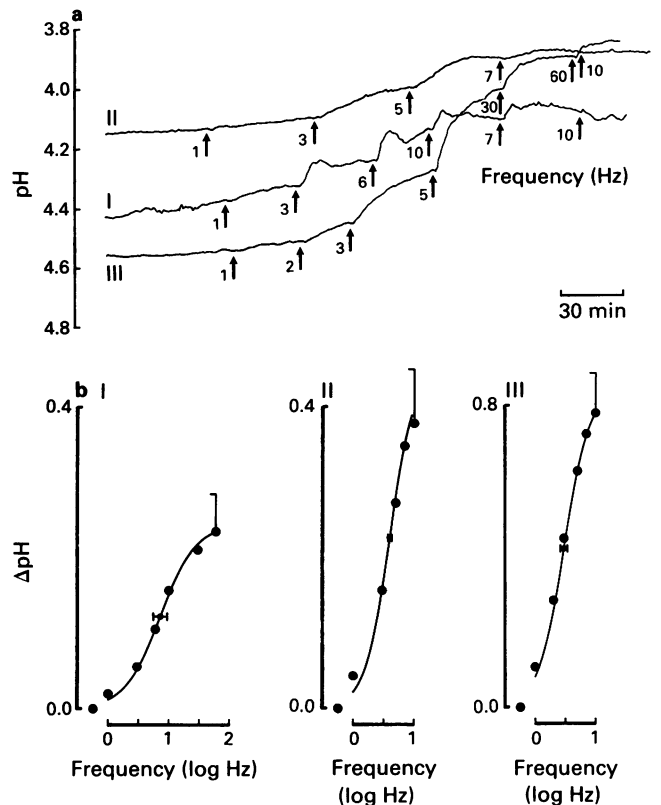 a
3.8
4.0
4.2
4.4
4.6
4.8
pH
II
1
3
5
7
60
10
30
I
1
3
6
10
7
10
Frequency (Hz)
III
1
2
3
5
30 min
b I
II
III
0.4
0.4
0.8
ΔpH
0.0
0.0
0.0
0 1 2
0 1
0 1
Frequency (log Hz)
Frequency
(log Hz)
Frequency
(log Hz)